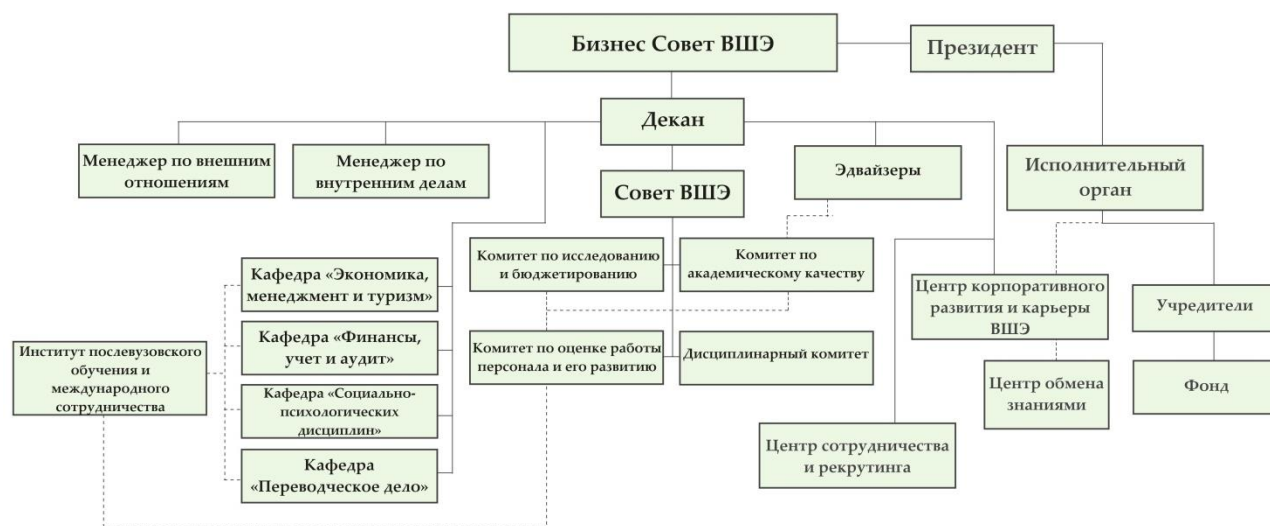 Бизнес Совет ВШЭ
Президент
Декан
Менеджер по внешним
отношениям
Менеджер по
внутренним делам
Совет ВШЭ
Эдвайзеры
Исполнительный
орган
Комитет по исследованию
и бюджетированию
Комитет по
академическому качеству
Кафедра «Экономика,
менеджмент и туризм»
Центр корпоративного
развития и карьеры
ВШЭ
Учредители
Кафедра «Финансы,
учет и аудит»
Институт послевузовского
обучения и
международного
сотрудничества
Комитет по оценке работы
персонала и его развитию
Дисциплинарный комитет
Кафедра «Социально-
психологических
дисциплин»
Центр обмена
знаниями
Фонд
Кафедра
«Переводческое дело»
Центр сотрудничества
и рекрутинга